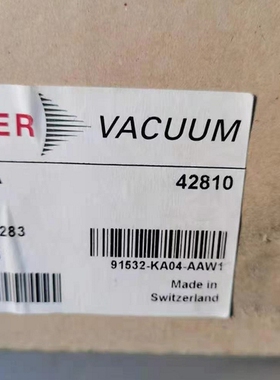 ER VACUUM
A 42810
283
91532-KA04-AAW1
Made in
Switzerland